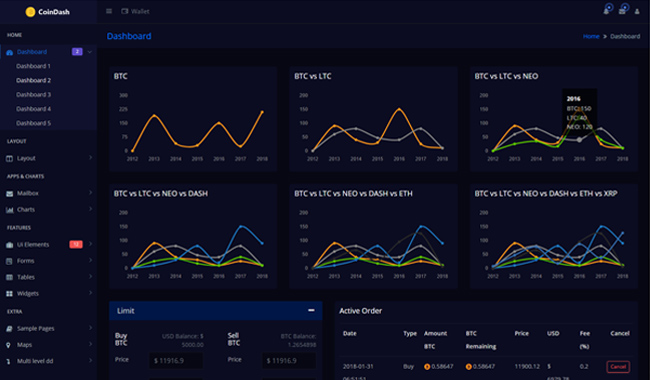 CoinDash
Wallet
HOME
Dashboard
Dashboard 1
Dashboard 2
Dashboard 3
Dashboard 4
Dashboard 5
LAYOUT
Layout
APPS & CHARTS
Mailbox
Charts
FEATURES
Ui Elements
Forms
Tables
Widgets
EXTRA
Sample Pages
Maps
Multi level dd
Dashboard
Home » Dashboard
BTC
300
225
150
75
0
2012 2013 2014 2015 2016 2017 2018
BTC vs LTC
200
150
100
50
0
2012 2013 2014 2015 2016 2017 2018
BTC vs LTC vs NEO
200
150
100
50
0
2012 2013 2014 2015 2016 2017 2018
2016
BTC: 150
LTC: 40
NEO: 120
BTC vs LTC vs NEO vs DASH
200
150
100
50
0
2012 2013 2014 2015 2016 2017 2018
BTC vs LTC vs NEO vs DASH vs ETH
200
150
100
50
0
2012 2013 2014 2015 2016 2017 2018
BTC vs LTC vs NEO vs DASH vs ETH vs XRP
200
150
100
50
0
2012 2013 2014 2015 2016 2017 2018
Limit
Buy BTC
USD Balance: $ 5000.00
Price
$ 11916.9
Sell BTC
BTC Balance: 1.2654898
Price
$ 11916.9
Active Order
Date Type Amount BTC BTC Remaining Price USD Fee (%) Cancel
2018-01-31 Buy 0.58647 0.58647 11900.12 $ 0.2 Cancel